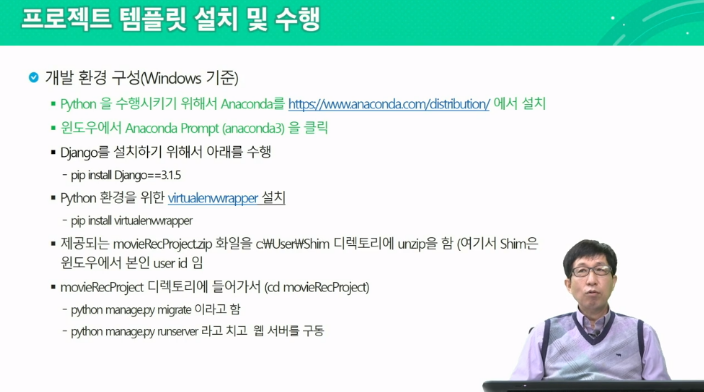 프로젝트 템플릿 설치 및 수행
개발 환경 구성(Windows 기준)
▪ Python 을 수행시키기 위해서 Anaconda를 https://www.anaconda.com/distribution/ 에서 설치
▪ 윈도우에서 Anaconda Prompt (anaconda3) 을 클릭
▪ Django를 설치하기 위해서 아래를 수행
- pip install Django==3.1.5
▪ Python 환경을 위한 virtualenvwrapper 설치
- pip install virtualenvwrapper
▪ 제공되는 movieRecProject.zip 화일을 c:₩User₩Shim 디렉토리에 unzip을 함 (여기서 Shim은
윈도우에서 본인 user id 임
▪ movieRecProject 디렉토리에 들어가서 (cd movieRecProject)
- python manage.py migrate 이라고 함
- python manage.py runserver 라고 치고 웹 서버를 구동